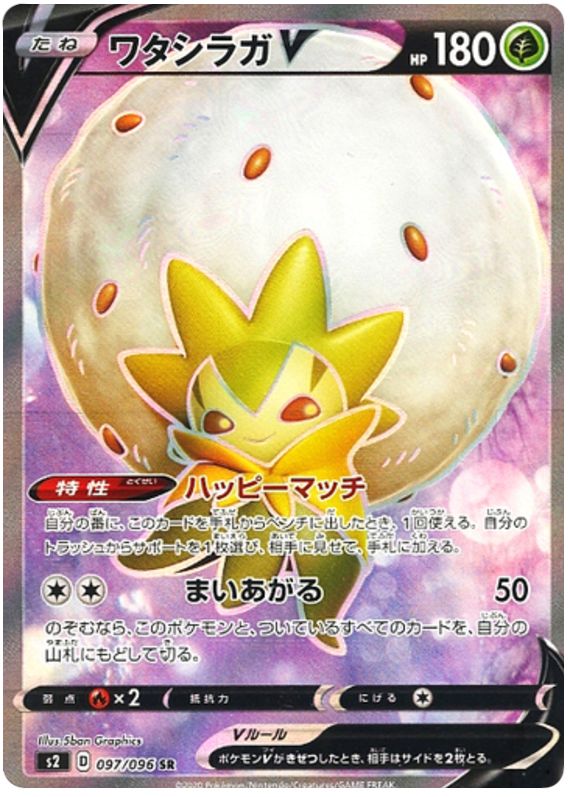 たね ワタシラガV HP 180
特性 とくせい ハッピーマッチ
自分の番に、このカードを手札からベンチに出したとき、1回使える。自分の
トラッシュからサポートを1枚選び、相手に見せて、手札に加える。
まいあがる 50
のぞむなら、このポケモンと、ついているすべてのカードを、自分の
山札にもどして切る。
弱点 ×2 抵抗力 にげる
Illus. 5ban Graphics
Vルール
ポケモンVがきぜつしたとき、相手はサイドを2枚とる。
s2 D 097/096 SR
©2020 Pokémon/Nintendo/Creatures/GAME FREAK